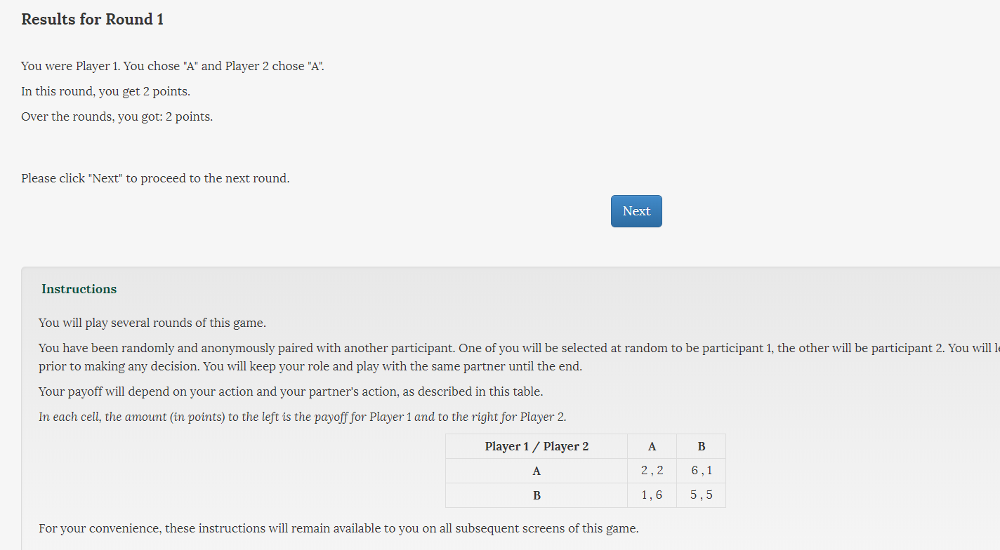 Results for Round 1
You were Player 1. You chose "A" and Player 2 chose "A".
In this round, you get 2 points.
Over the rounds, you got: 2 points.
Please click "Next" to proceed to the next round.
Next
Instructions
You will play several rounds of this game.
You have been randomly and anonymously paired with another participant. One of you will be selected at random to be participant 1, the other will be participant 2. You will
prior to making any decision. You will keep your role and play with the same partner until the end.
Your payoff will depend on your action and your partner's action, as described in this table.
In each cell, the amount (in points) to the left is the payoff for Player 1 and to the right for Player 2.
Player 1 / Player 2 A B
A 2 , 2 6 , 1
B 1 , 6 5 , 5
For your convenience, these instructions will remain available to you on all subsequent screens of this game.